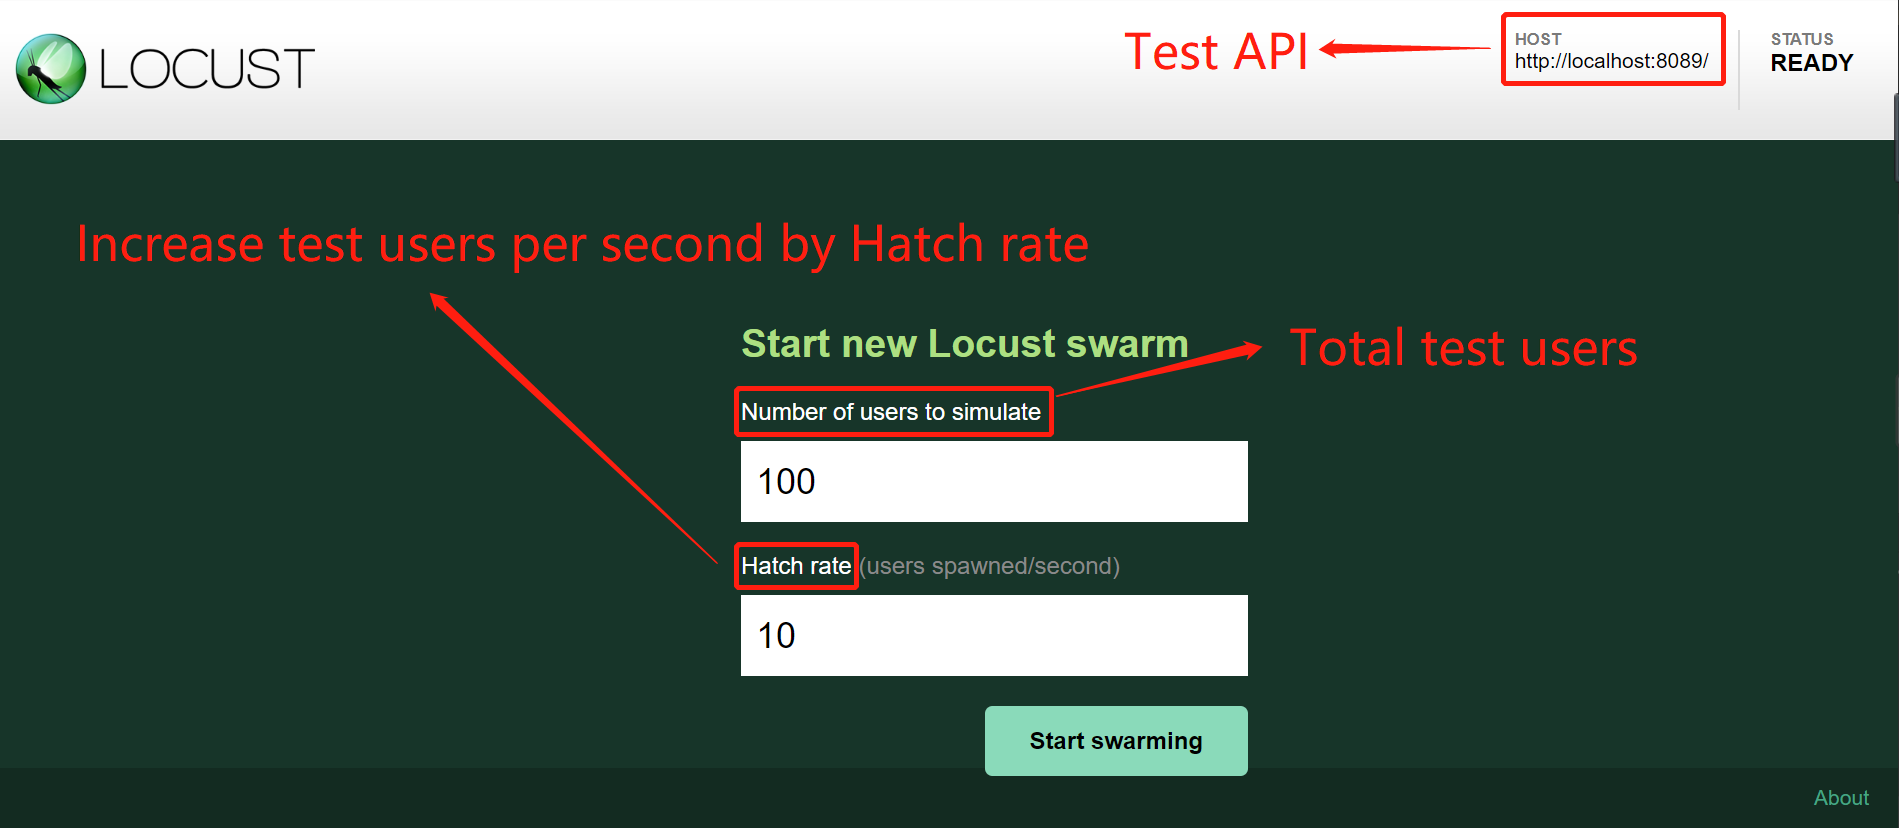 LOCUST
Test API
HOST
http://localhost:8089/
STATUS
READY
Increase test users per second by Hatch rate
Start new Locust swarm
Total test users
Number of users to simulate
100
Hatch rate (users spawned/second)
10
Start swarming
About